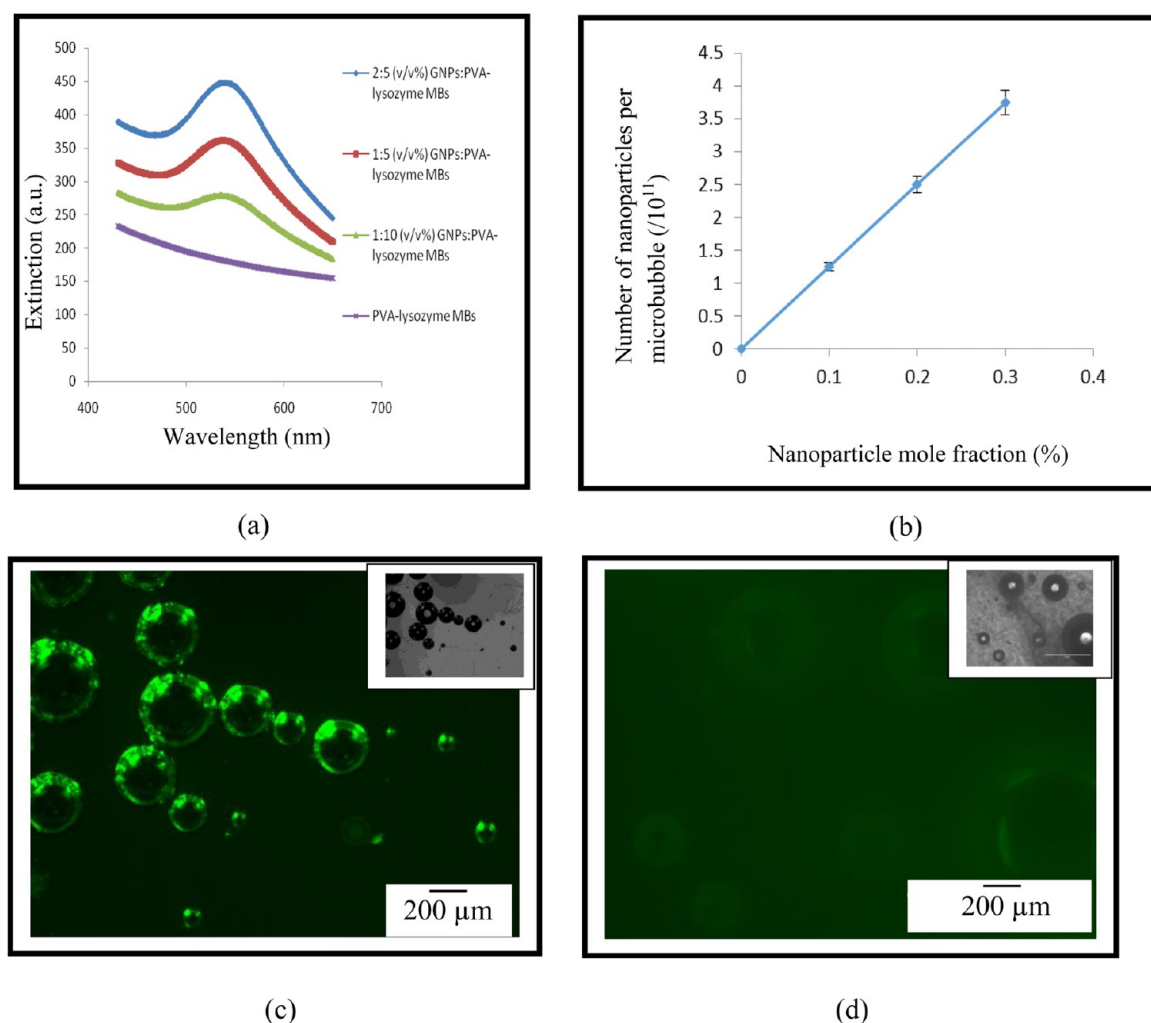 500
450
400
350
300
250
200
150
100
50
0
Extinction (a.u.)
400 500 600 700
Wavelength (nm)
2:5 (v/v%) GNPs:PVA-
lysozyme MBs
1:5 (v/v%) GNPs:PVA-
lysozyme MBs
1:10 (v/v%) GNPs:PVA-
lysozyme MBs
PVA-lysozyme MBs
(a)
Number of nanoparticles per
microbubble (/10¹¹)
4.5
4
3.5
3
2.5
2
1.5
1
0.5
0
0 0.1 0.2 0.3 0.4
Nanoparticle mole fraction (%)
(b)
200 µm
(c)
200 µm
(d)